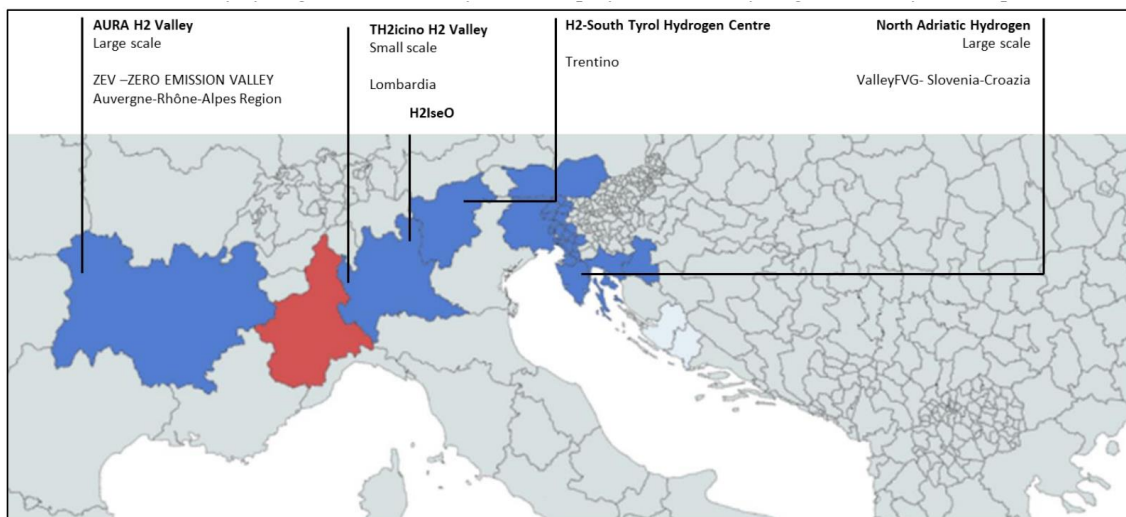 AURA H2 Valley
Large scale
ZEV –ZERO EMISSION VALLEY
Auvergne-Rhône-Alpes Region
TH2icino H2 Valley
Small scale
Lombardia
H2IseO
H2-South Tyrol Hydrogen Centre
Trentino
North Adriatic Hydrogen
Large scale
ValleyFVG- Slovenia-Croazia